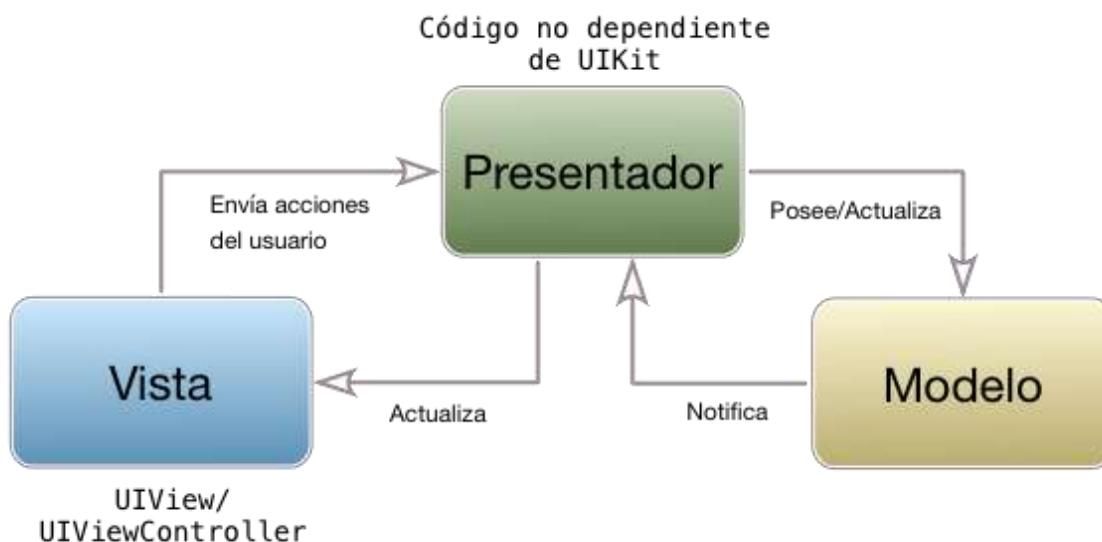 Código no dependiente
de UIKit
Presentador
Envía acciones
del usuario
Posee/Actualiza
Vista
Actualiza
Notifica
Modelo
UIView/
UIViewController